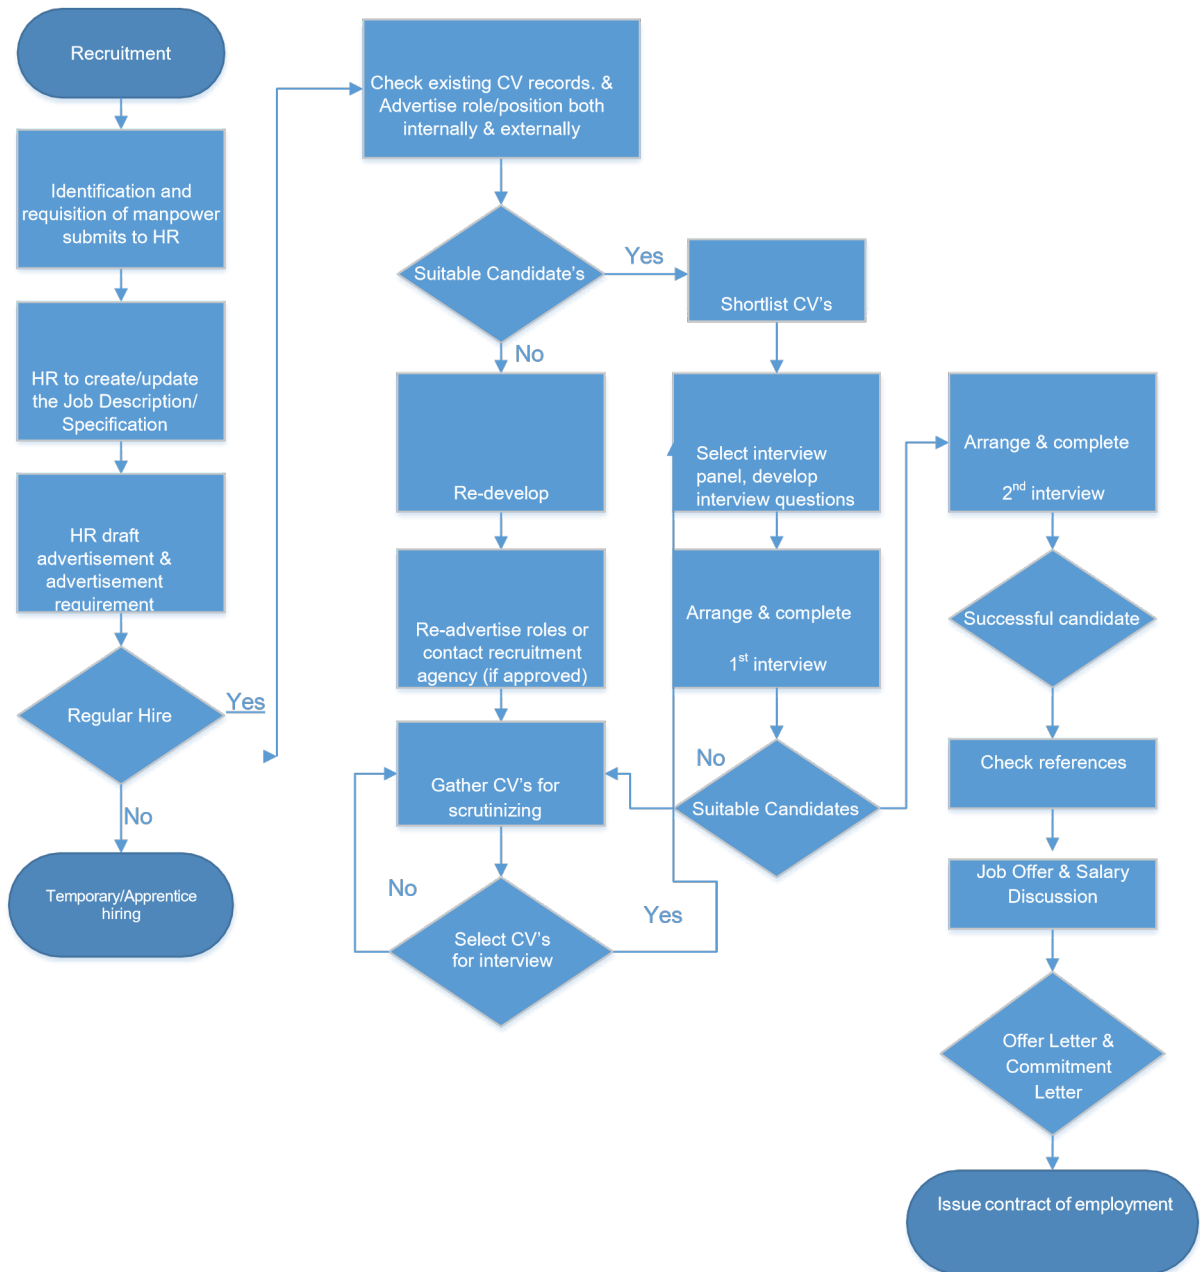 Recruitment
Identification and
requisition of manpower
submits to HR
HR to create/update
the Job Description/
Specification
HR draft
advertisement &
advertisement
requirement
Regular Hire
Yes
No
Temporary/Apprentice
hiring
Check existing CV records. &
Advertise role/position both
internally & externally
Suitable Candidate's
Yes
No
Shortlist CV's
Re-develop
Re-advertise roles or
contact recruitment
agency (if approved)
Gather CV's for
scrutinizing
No
Select CV's
for interview
Yes
Select interview
panel, develop
interview questions
Arrange & complete
1st interview
No
Suitable Candidates
Arrange & complete
2nd interview
Successful candidate
Check references
Job Offer & Salary
Discussion
Offer Letter &
Commitment
Letter
Issue contract of employment